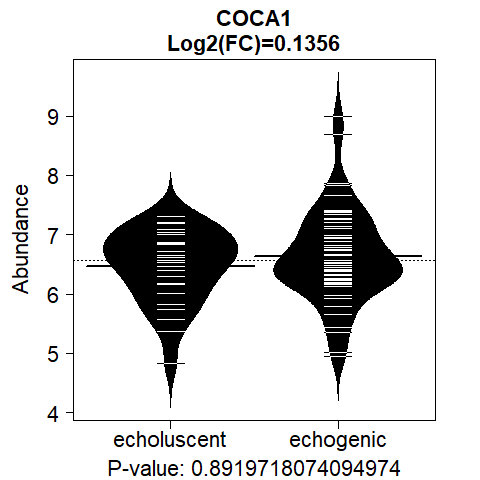 COCA1
Log2(FC)=0.1356
Abundance
9
8
7
6
5
4
echoluscent echogenic
P-value: 0.8919718074094974